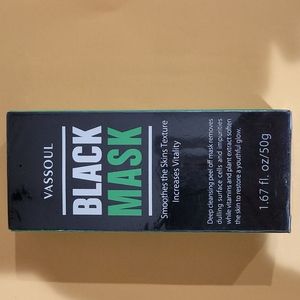 VASSOUL
BLACK
MASK
Smoothes the Skins Texture
Increases Vitality
Deep cleansing peel off mask removes
dulling surface cells and impurities
while vitamins and plant extract soften
the skin to restore a youthful glow.
1.67 fl. oz/50g